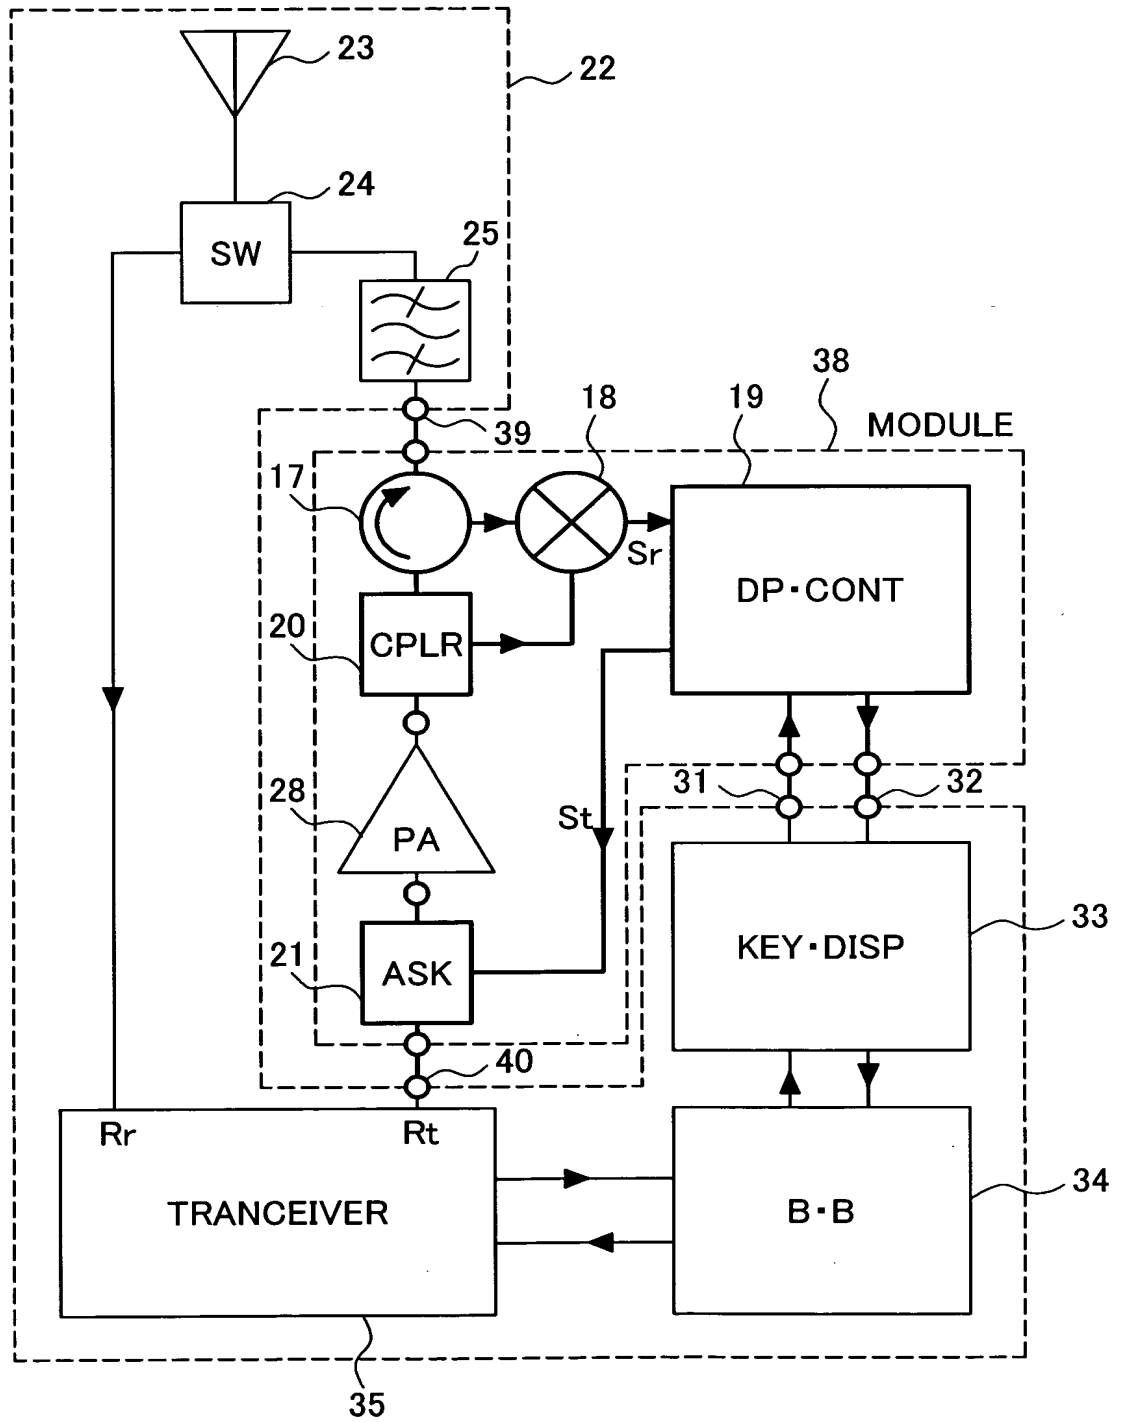 23
22
24
SW
25
38
18
19
MODULE
39
17
Sr
DP・CONT
20
CPLR
31
32
28
St
PA
33
KEY・DISP
21
ASK
40
Rr
Rt
34
TRANCEIVER
B・B
35